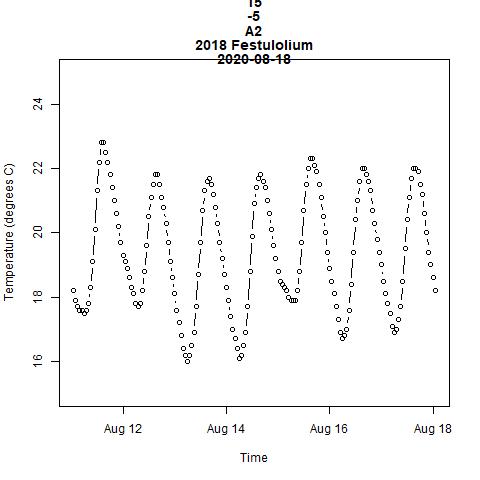 15
-5
A2
2018 Festulolium
2020-08-18
Temperature (degrees C)
24
22
20
18
16
Aug 12
Aug 14
Aug 16
Aug 18
Time